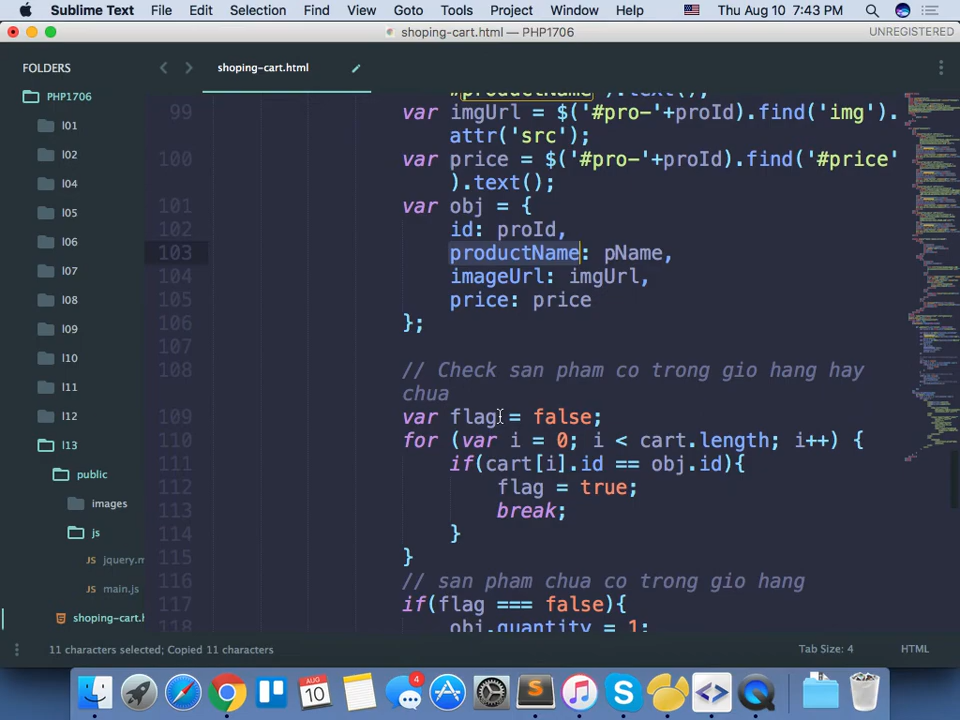 Sublime Text File Edit Selection Find View Goto Tools Project Window Help Thu Aug 10 7:43 PM
shoping-cart.html — PHP1706 UNREGISTERED
FOLDERS
PHP1706
l01
l02
l04
l05
l06
l07
l08
l09
l10
l11
l12
l13
public
images
js
JS jquery.m
JS main.js
shoping-cart.h
shoping-cart.html
#productName').text();
99 var imgUrl = $('#pro-'+proId).find('img').
attr('src');
100 var price = $('#pro-'+proId).find('#price'
).text();
101 var obj = {
102 id: proId,
103 productName: pName,
104 imageUrl: imgUrl,
105 price: price
106 };
107
108 // Check san pham co trong gio hang hay
chua
109 var flag = false;
110 for (var i = 0; i < cart.length; i++) {
111 if(cart[i].id == obj.id){
112 flag = true;
113 break;
114 }
115 }
116 // san pham chua co trong gio hang
117 if(flag === false){
118 obj.quantity = 1;
11 characters selected; Copied 11 characters Tab Size: 4 HTML
4
AUG
10